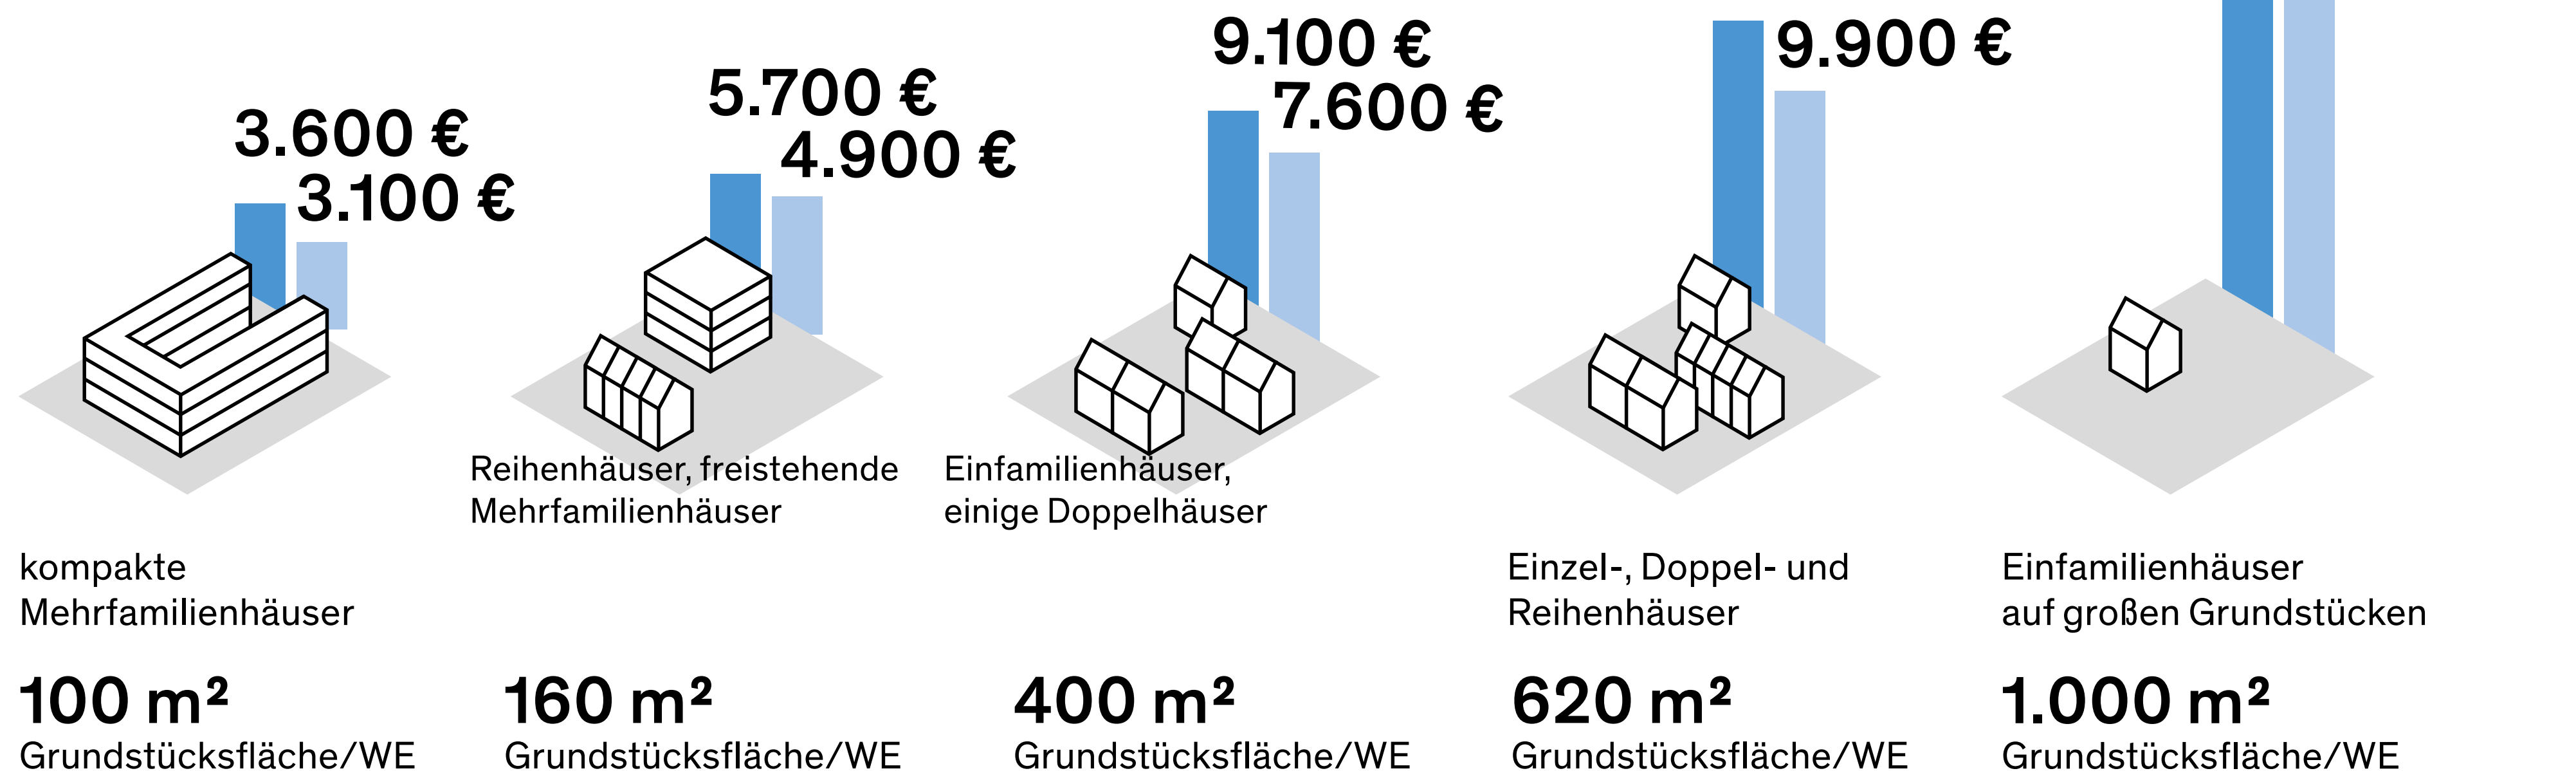 3.600 €
3.100 €
5.700 €
4.900 €
9.100 €
7.600 €
9.900 €
Reihenhäuser, freistehende
Mehrfamilienhäuser
Einfamilienhäuser,
einige Doppelhäuser
kompakte
Mehrfamilienhäuser
Einzel-, Doppel- und
Reihenhäuser
Einfamilienhäuser
auf großen Grundstücken
100 m²
Grundstücksfläche/WE
160 m²
Grundstücksfläche/WE
400 m²
Grundstücksfläche/WE
620 m²
Grundstücksfläche/WE
1.000 m²
Grundstücksfläche/WE